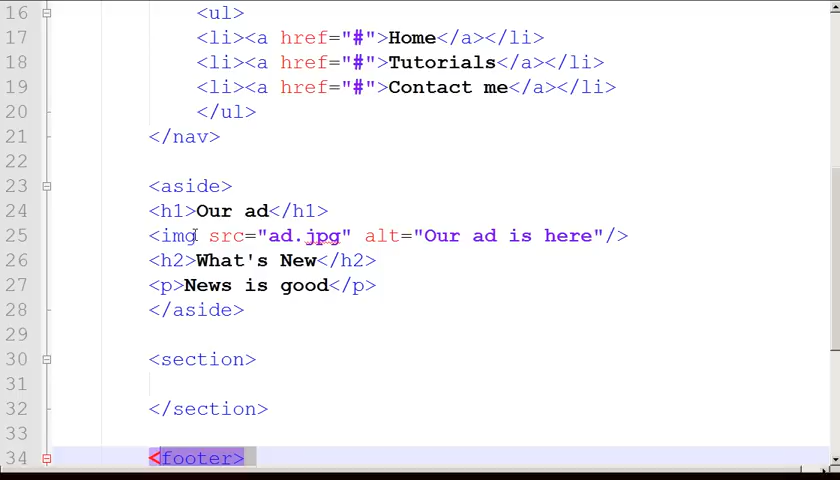 16 <ul>
17 <li><a href="#">Home</a></li>
18 <li><a href="#">Tutorials</a></li>
19 <li><a href="#">Contact me</a></li>
20 </ul>
21 </nav>
22
23 <aside>
24 <h1>Our ad</h1>
25 <img src="ad.jpg" alt="Our ad is here"/>
26 <h2>What's New</h2>
27 <p>News is good</p>
28 </aside>
29
30 <section>
31
32 </section>
33
34 <footer>